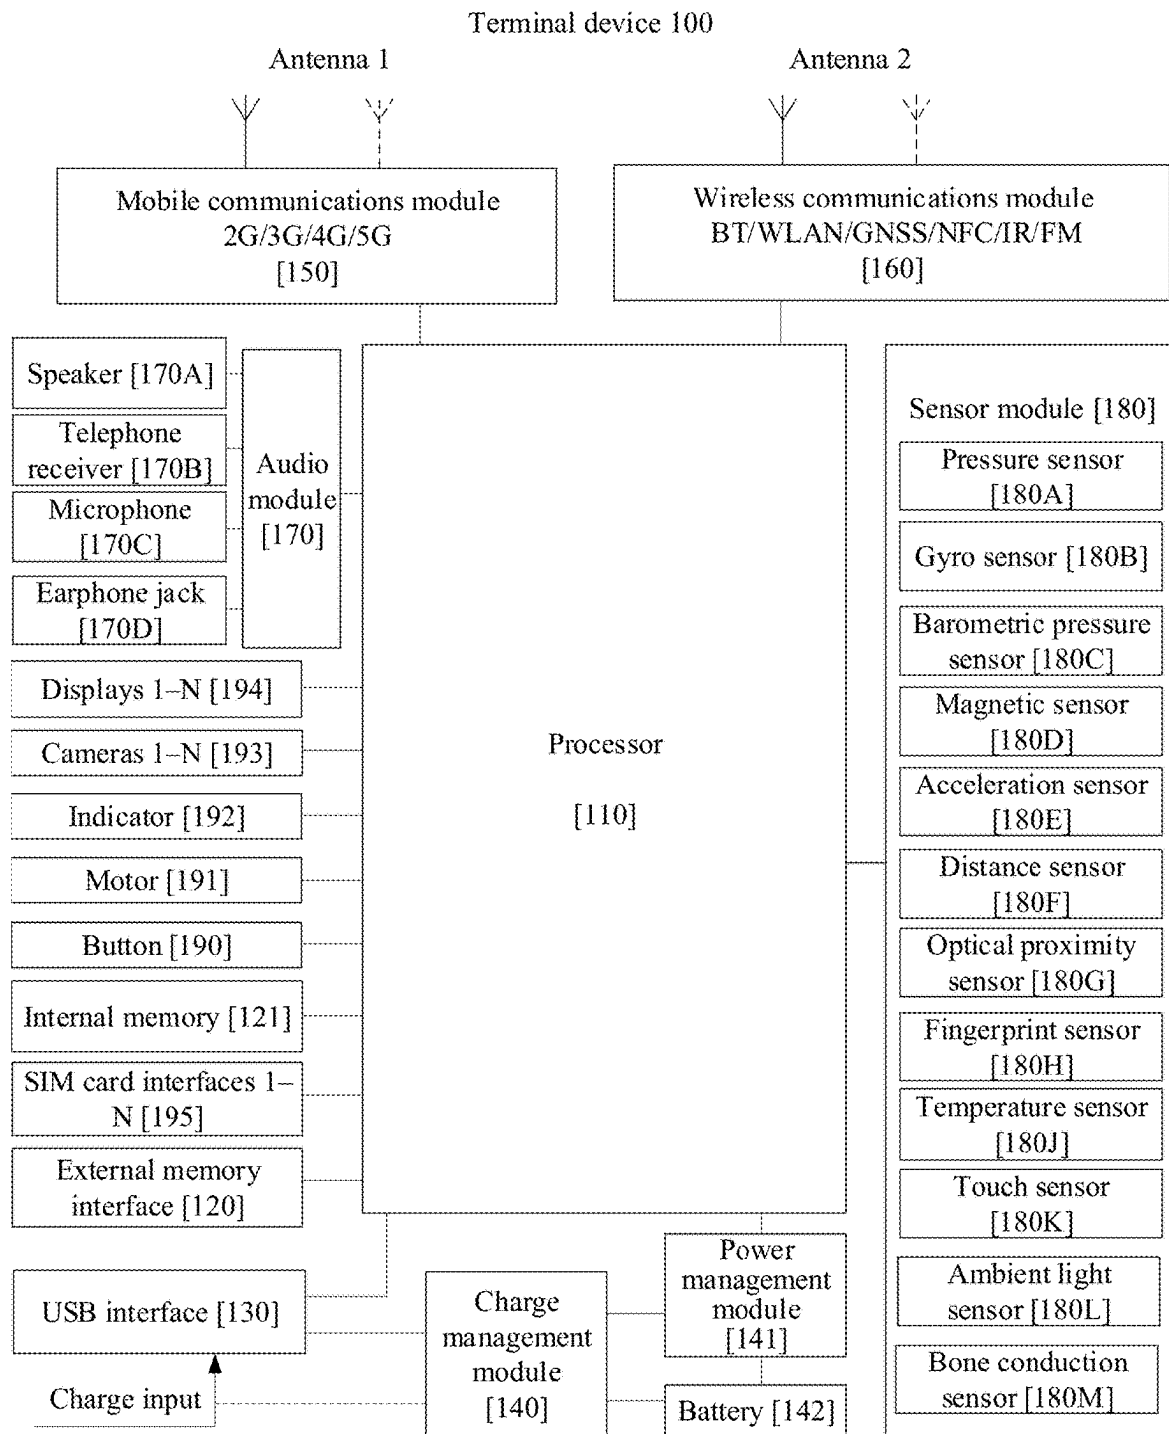 Terminal device 100
Antenna 1
Antenna 2
Mobile communications module
2G/3G/4G/5G
[150]
Wireless communications module
BT/WLAN/GNSS/NFC/IR/FM
[160]
Speaker [170A]
Telephone
receiver [170B]
Microphone
[170C]
Earphone jack
[170D]
Audio
module
[170]
Displays 1–N [194]
Cameras 1–N [193]
Indicator [192]
Motor [191]
Button [190]
Internal memory [121]
SIM card interfaces 1–
N [195]
External memory
interface [120]
USB interface [130]
Charge input
Processor
[110]
Charge
management
module
[140]
Power
management
module
[141]
Battery [142]
Sensor module [180]
Pressure sensor
[180A]
Gyro sensor [180B]
Barometric pressure
sensor [180C]
Magnetic sensor
[180D]
Acceleration sensor
[180E]
Distance sensor
[180F]
Optical proximity
sensor [180G]
Fingerprint sensor
[180H]
Temperature sensor
[180J]
Touch sensor
[180K]
Ambient light
sensor [180L]
Bone conduction
sensor [180M]